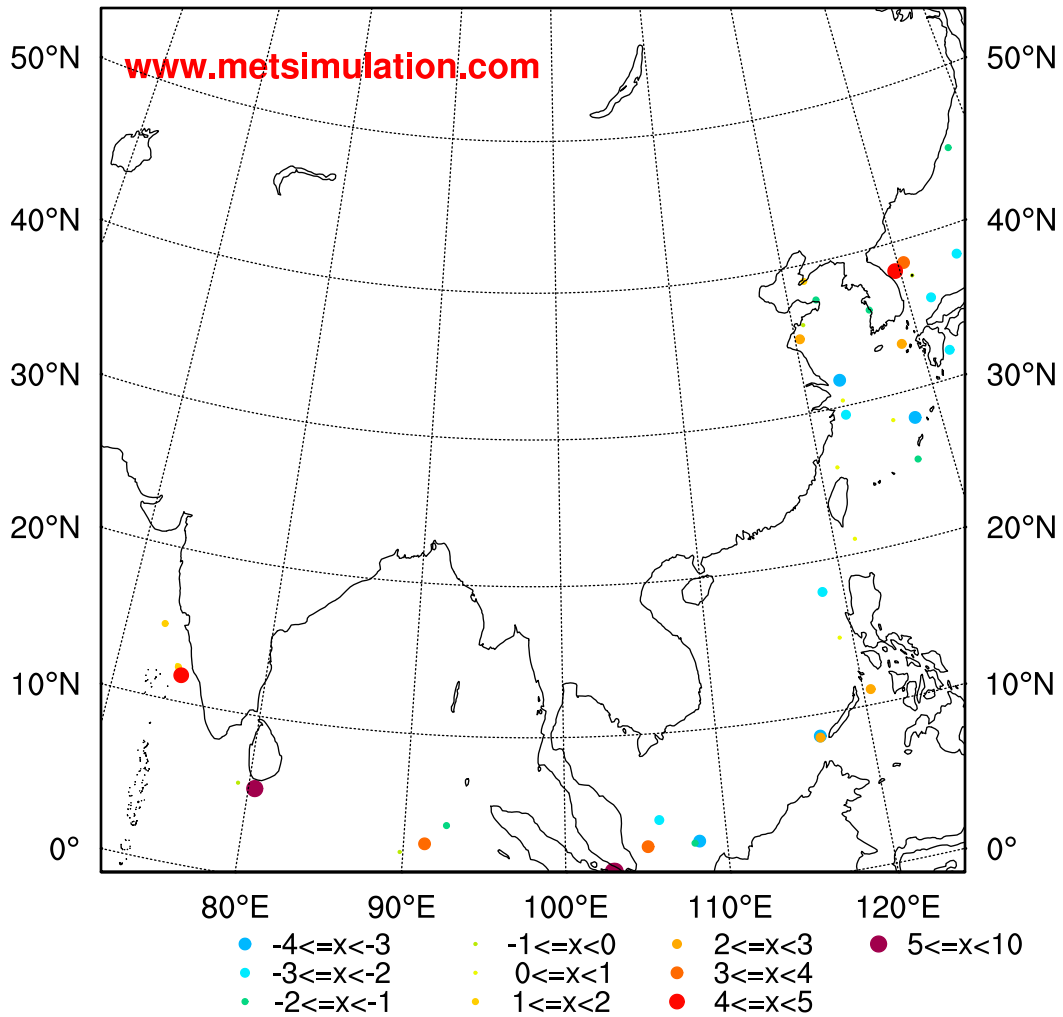 www.metsimulation.com
50°N 50°N
40°N 40°N
30°N 30°N
20°N 20°N
10°N 10°N
0° 0°
80°E 90°E 100°E 110°E 120°E
-4<=x<-3 -1<=x<0 2<=x<3 5<=x<10
-3<=x<-2 0<=x<1 3<=x<4
-2<=x<-1 1<=x<2 4<=x<5